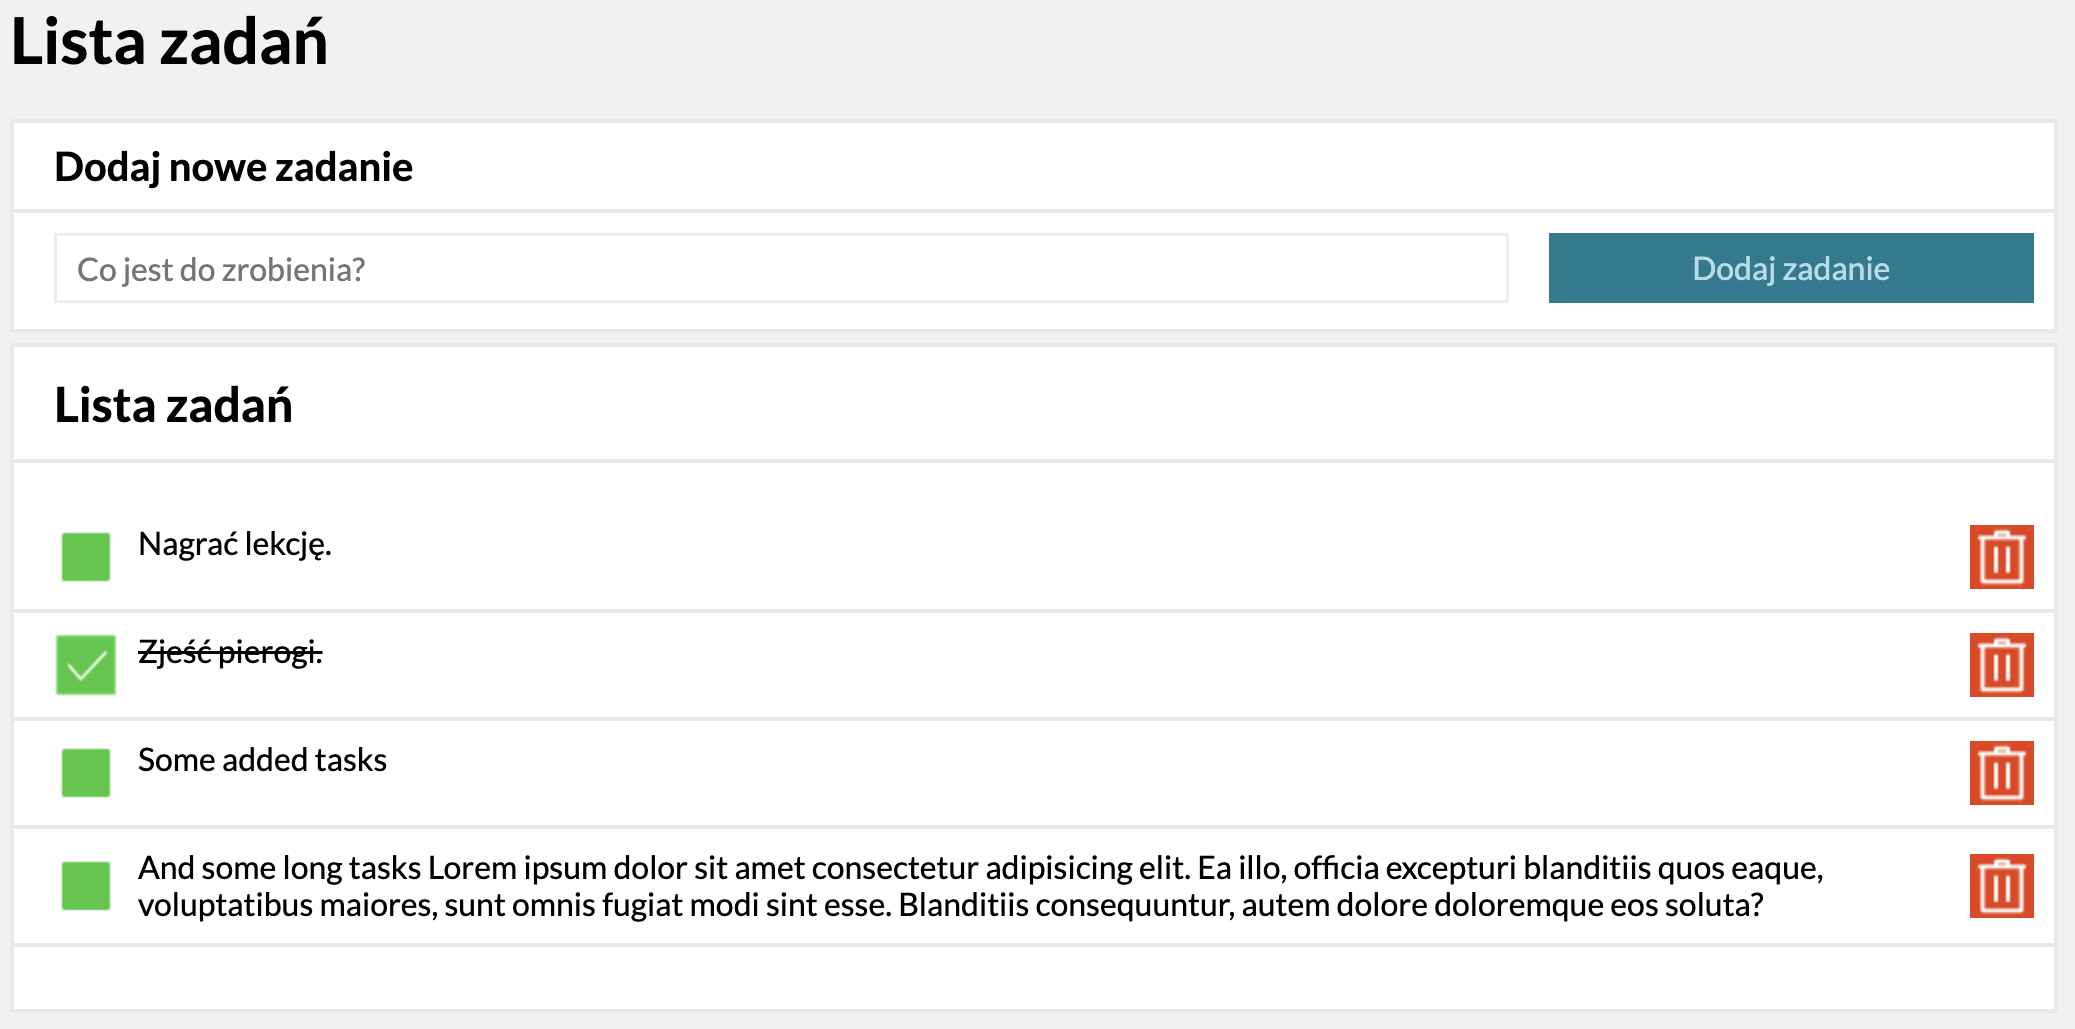 Lista zadań
Dodaj nowe zadanie
Co jest do zrobienia?
Dodaj zadanie
Lista zadań
Nagrać lekcję.
Zjeść pierogi.
Some added tasks
And some long tasks Lorem ipsum dolor sit amet consectetur adipisicing elit. Ea illo, officia excepturi blanditiis quos eaque,
voluptatibus maiores, sunt omnis fugiat modi sint esse. Blanditiis consequuntur, autem dolore doloremque eos soluta?